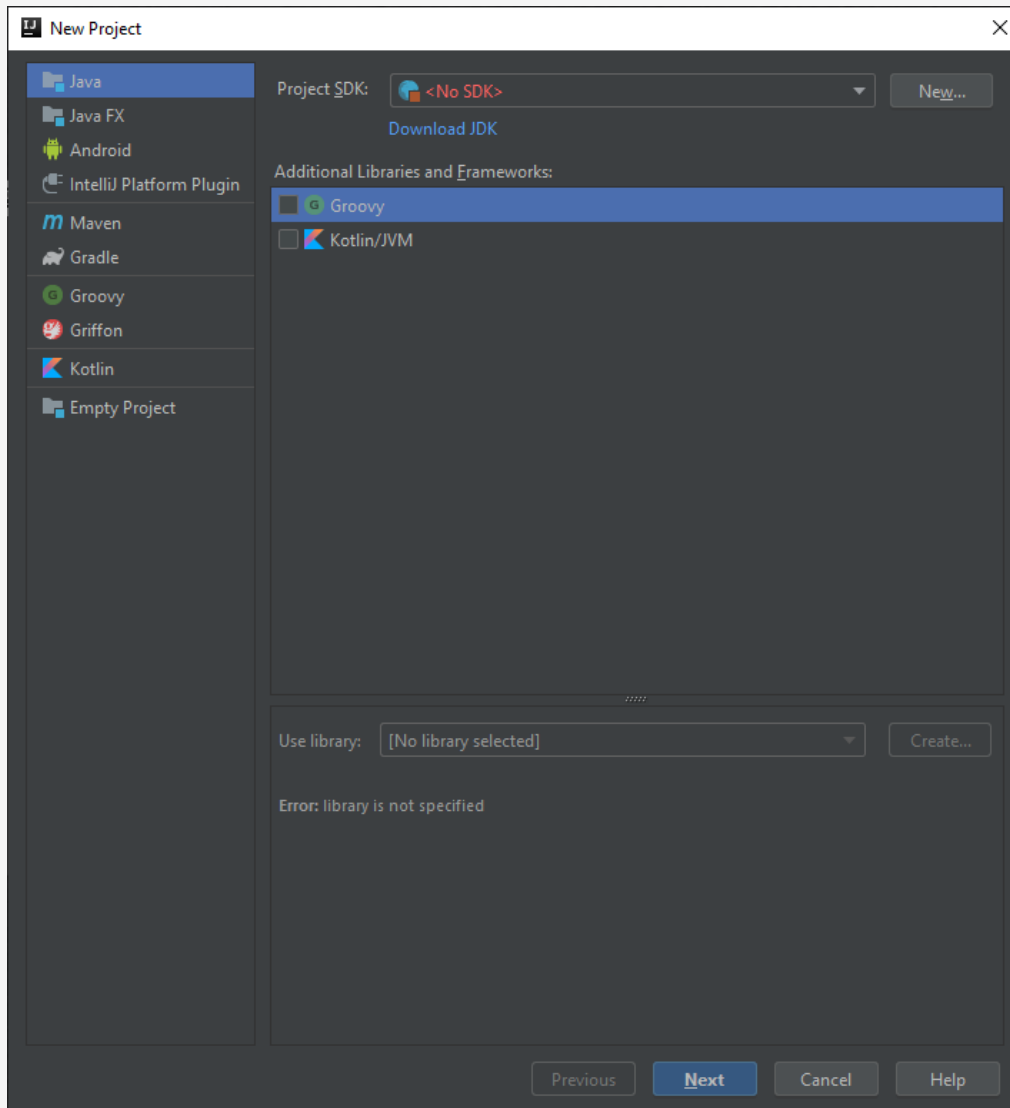 New Project
Java
Java FX
Android
IntelliJ Platform Plugin
Maven
Gradle
Groovy
Griffon
Kotlin
Empty Project
Project SDK: <No SDK> New...
Download JDK
Additional Libraries and Frameworks:
Groovy
Kotlin/JVM
Use library: [No library selected] Create...
Error: library is not specified
Previous Next Cancel Help